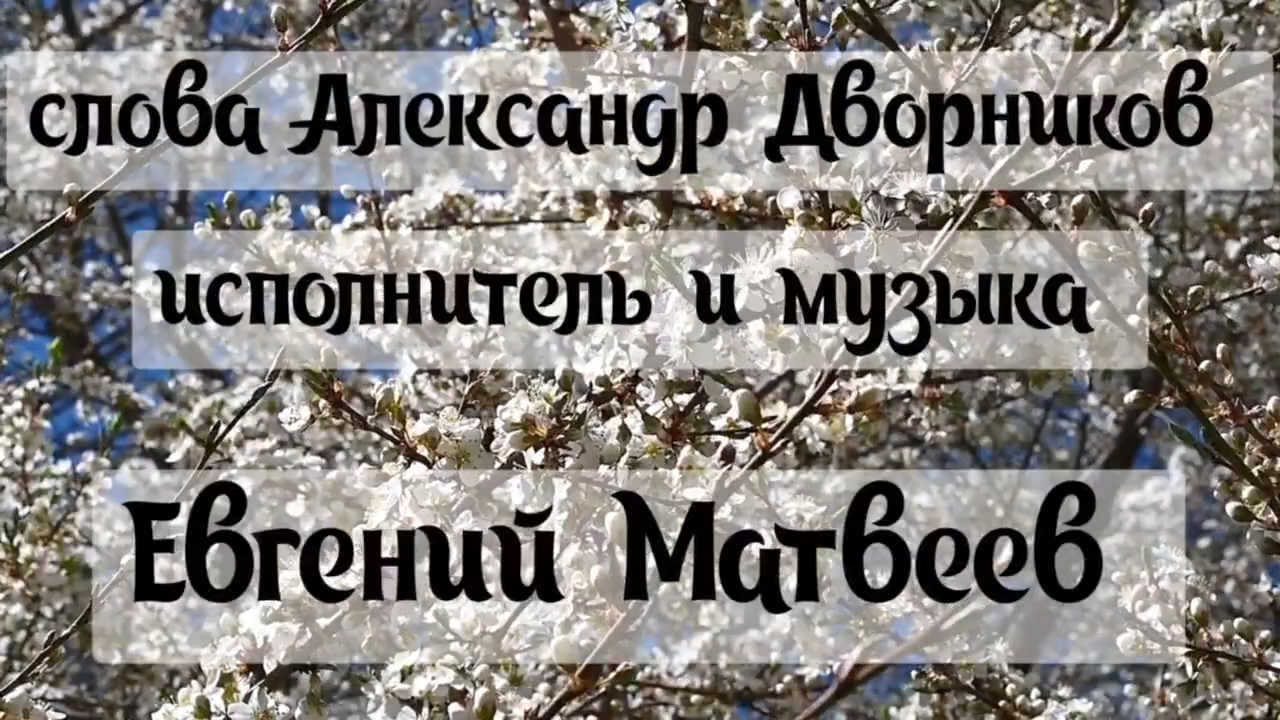 слова Александр Дворников
исполнитель и музыка
Евгений Матвеев